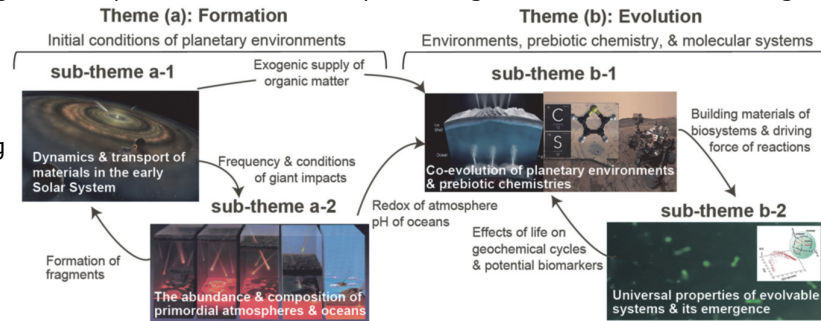 Theme (a): Formation
Initial conditions of planetary environments
sub-theme a-1
Exogenic supply of
organic matter
Dynamics & transport of
materials in the early
Solar System
Frequency & conditions
of giant impacts
sub-theme a-2
Formation of
fragments
The abundance & composition of
primordial atmospheres & oceans
Redox of atmosphere
pH of oceans
Theme (b): Evolution
Environments, prebiotic chemistry, & molecular systems
sub-theme b-1
C
S
Co-evolution of planetary environments
& prebiotic chemistries
Building materials of
biosystems & driving
force of reactions
sub-theme b-2
Effects of life on
geochemical cycles
& potential biomarkers
Universal properties of evolvable
systems & its emergence